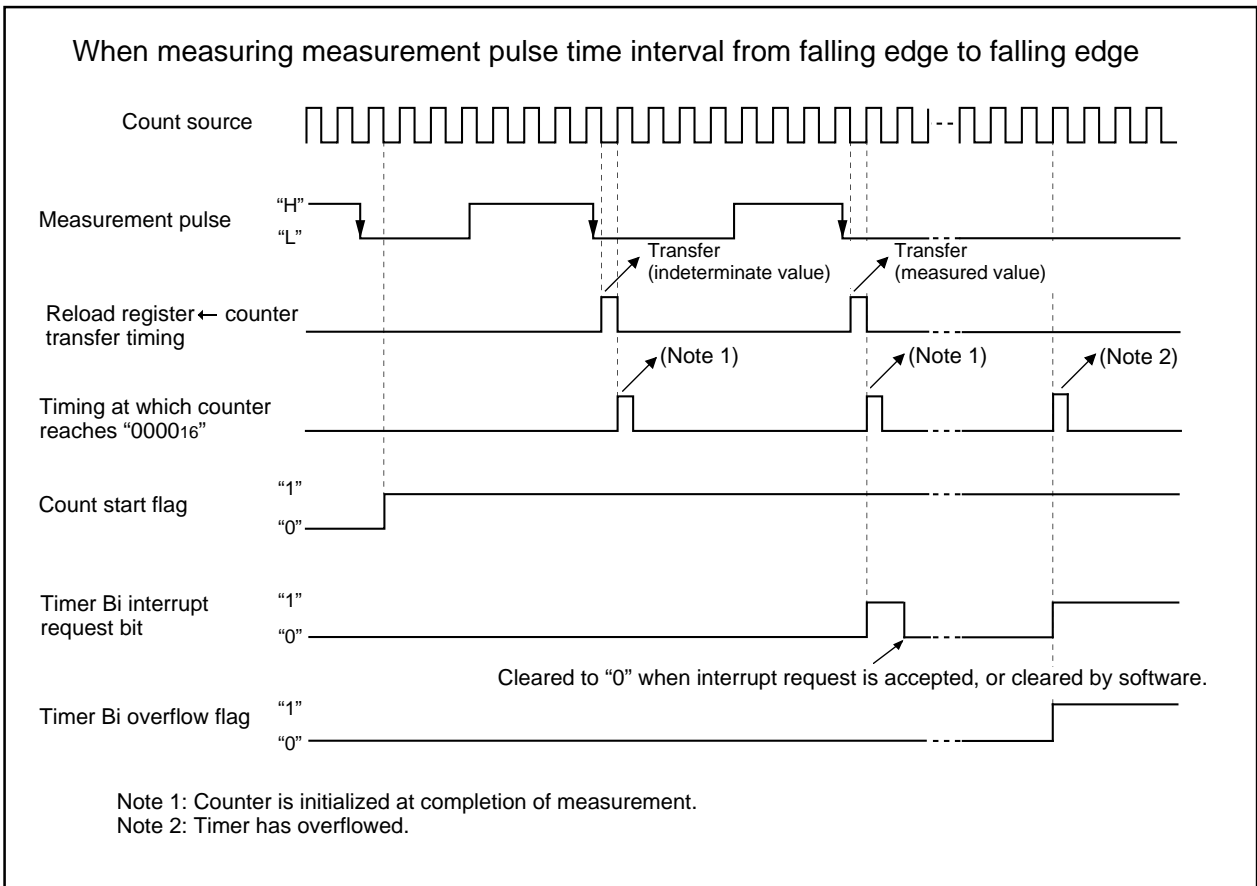 When measuring measurement pulse time interval from falling edge to falling edge
Count source
Measurement pulse
“H”
“L”
Transfer
(indeterminate value)
Transfer
(measured value)
Reload register ← counter
transfer timing
(Note 1)
(Note 1)
(Note 2)
Timing at which counter
reaches “000016”
Count start flag
“1”
“0”
Timer Bi interrupt
request bit
“1”
“0”
Cleared to “0” when interrupt request is accepted, or cleared by software.
Timer Bi overflow flag
“1”
“0”
Note 1: Counter is initialized at completion of measurement.
Note 2: Timer has overflowed.